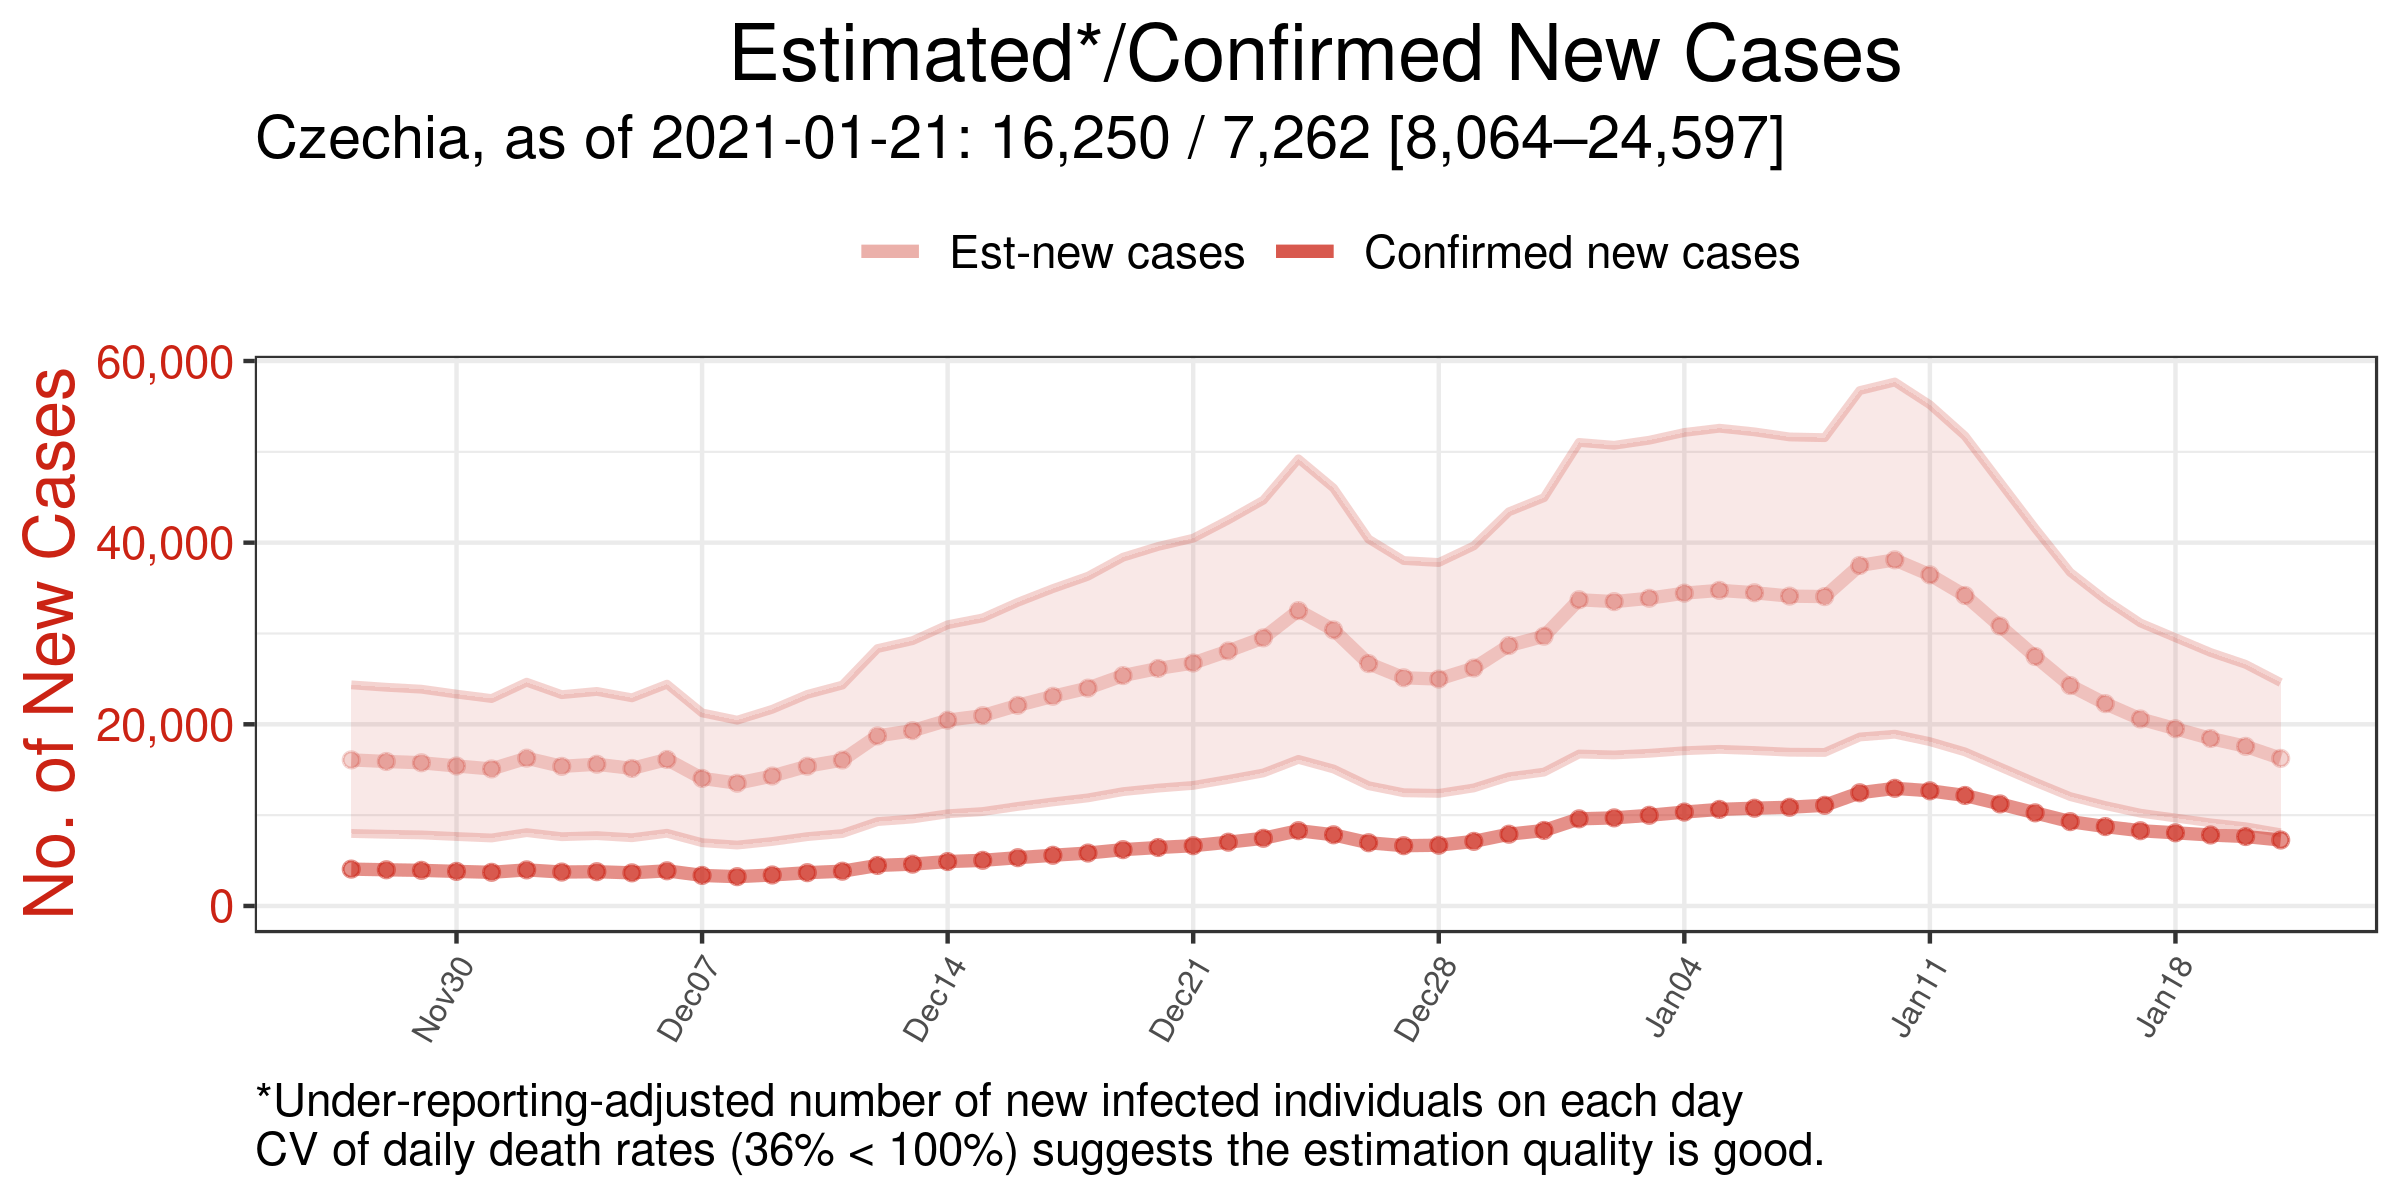 Estimated*/Confirmed New Cases
Czechia, as of 2021-01-21: 16,250 / 7,262 [8,064–24,597]
Est-new cases
Confirmed new cases
No. of New Cases
60,000
40,000
20,000
0
Nov30
Dec07
Dec14
Dec21
Dec28
Jan04
Jan11
Jan18
*Under-reporting-adjusted number of new infected individuals on each day
CV of daily death rates (36% < 100%) suggests the estimation quality is good.